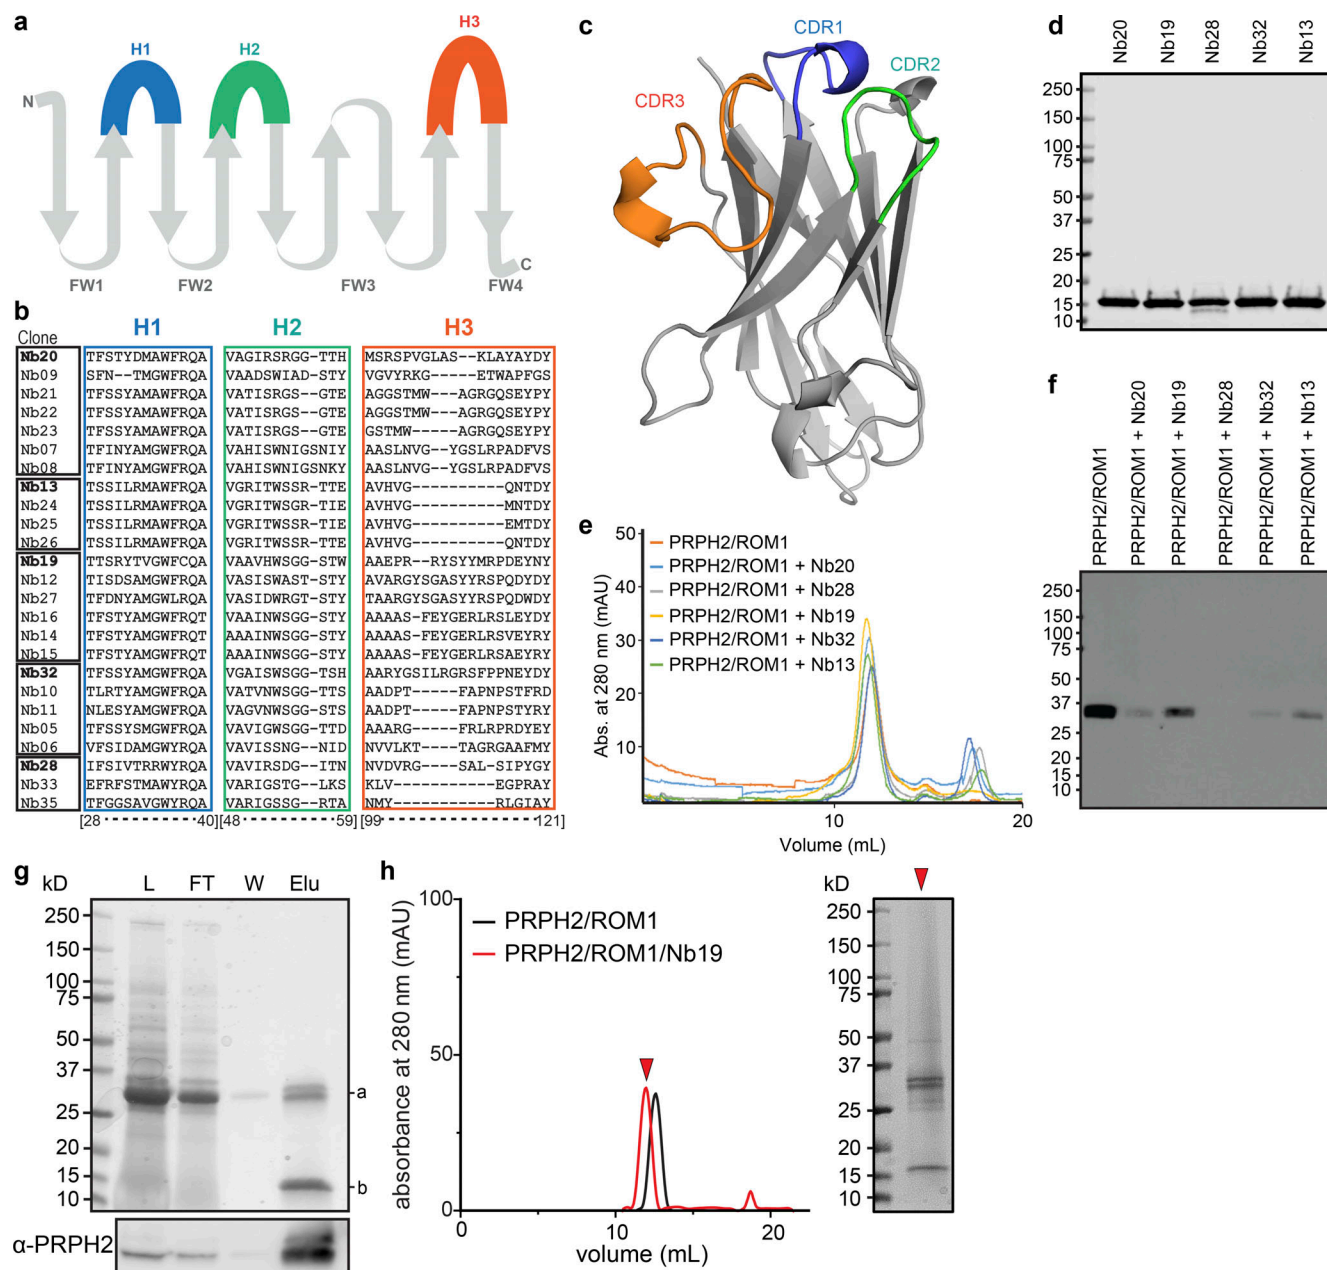 a
H1
H2
H3
N
C
FW1
FW2
FW3
FW4
b
Clone
H1
H2
H3
Nb20 TFSTYDMAWFRQA VAGIRSRGG-TTH MSRSPVGLAS--KLAYAYDY
Nb09 SFN--TMGWFRQA VAADSWIAD-STY VGVYRKG-----ETWAPFGS
Nb21 TFSSYAMGWFRQA VATISRGS--GTE AGGSTMW---AGRGQSEYPY
Nb22 TFSSYAMGWFRQA VATISRGS--GTE AGGSTMW---AGRGQSEYPY
Nb23 TFSSYAMGWFRQA VATISRGS--GTE GSTMW-----AGRGQSEYPY
Nb07 TFINYAMGWFRQA VAHISWNIGSNIY AASLNVG--YGSLRPADFVS
Nb08 TFINYAMGWFRQA VAHISWNIGSNKY AASLNVG--YGSLRPADFVS
Nb13 TSSILRMAWFRQA VGRITWSSR-TIE AVHVG----------QNTDY
Nb24 TSSILRMAWFRQA VGRITWSSR-TIE AVHVG----------MNTDY
Nb25 TSSILRMAWFRQA VGRITWSSR-TIE AVHVG----------EMTDY
Nb26 TSSILRMAWFRQA VGRITWSSR-TIE AVHVG----------QNTDY
Nb19 TTSRYTVGWFRQA VASIVWHGG-STW AAEPR--RYSYYMRPDEYNY
Nb12 TISDSAMGWFRQA VASISWAST-STY AVARGYSGASYYRSPQNYDY
Nb27 TFDNYAMGWLRQA VASIDWRGT-STY TAARGYSGASYYRSPQDWDY
Nb16 TFSTYAMGWFRQT VAAINWSGG-STY AAAAS-FEYGERLRSLEYDY
Nb14 TFSTYAMGWFRQT AAAINWSGG-STY AAAAS-FEYGERLRSVEYRY
Nb15 TFSTYAMGWFRQT AAAINWSGG-STY AAAAS-FEYGERLRSAEYRY
Nb32 TFSSYAMGWFRQA VGAISWSGG-TSH AARYGSILRGRSFPPNEYDY
Nb10 TLRTYAMGWFRQA VATVNWSGG-TTS AADPT-----FAPNPSTFRD
Nb11 NLESYAMGWFRQA VAGVNWSGG-STS AADPT-----FAPNPSTYRY
Nb05 TFSSYSMGWFRQA VAVIGWSGG-STD AAARG-----FRLRPRDYEY
Nb06 VFSIDAMGWYRQA VAVISSNG--NID NVVLKT----TAGRGAAFMY
Nb28 IFSIVTRRWYRQA VAVIRSDG--ITN NVDVRG----SAL-SIPYGY
Nb33 EFRFSTMAWYRQA VARIGSTG-LKS KLV------------EGPRAY
Nb35 TFGGSAVGWYRQA VARIGSSG--RTA NMY------------RLGIAY
[28 40]
[48 59]
[99 121]
c
CDR1
CDR2
CDR3
d
Nb20
Nb19
Nb28
Nb32
Nb13
250
150
100
75
50
37
25
20
15
10
e
Abs. at 280 nm (mAU)
50
40
30
20
10
PRPH2/ROM1
PRPH2/ROM1 + Nb20
PRPH2/ROM1 + Nb28
PRPH2/ROM1 + Nb19
PRPH2/ROM1 + Nb32
PRPH2/ROM1 + Nb13
10
20
Volume (mL)
f
PRPH2/ROM1
PRPH2/ROM1 + Nb20
PRPH2/ROM1 + Nb19
PRPH2/ROM1 + Nb28
PRPH2/ROM1 + Nb32
PRPH2/ROM1 + Nb13
250
150
100
75
50
37
25
20
15
10
g
kD
L
FT
W
Elu
250
150
100
75
50
37
25
20
15
10
a
b
α-PRPH2
h
absorbance at 280 nm (mAU)
100
50
0
PRPH2/ROM1
PRPH2/ROM1/Nb19
0
10
20
volume (mL)
kD
250
150
100
75
50
37
25
20
15
10